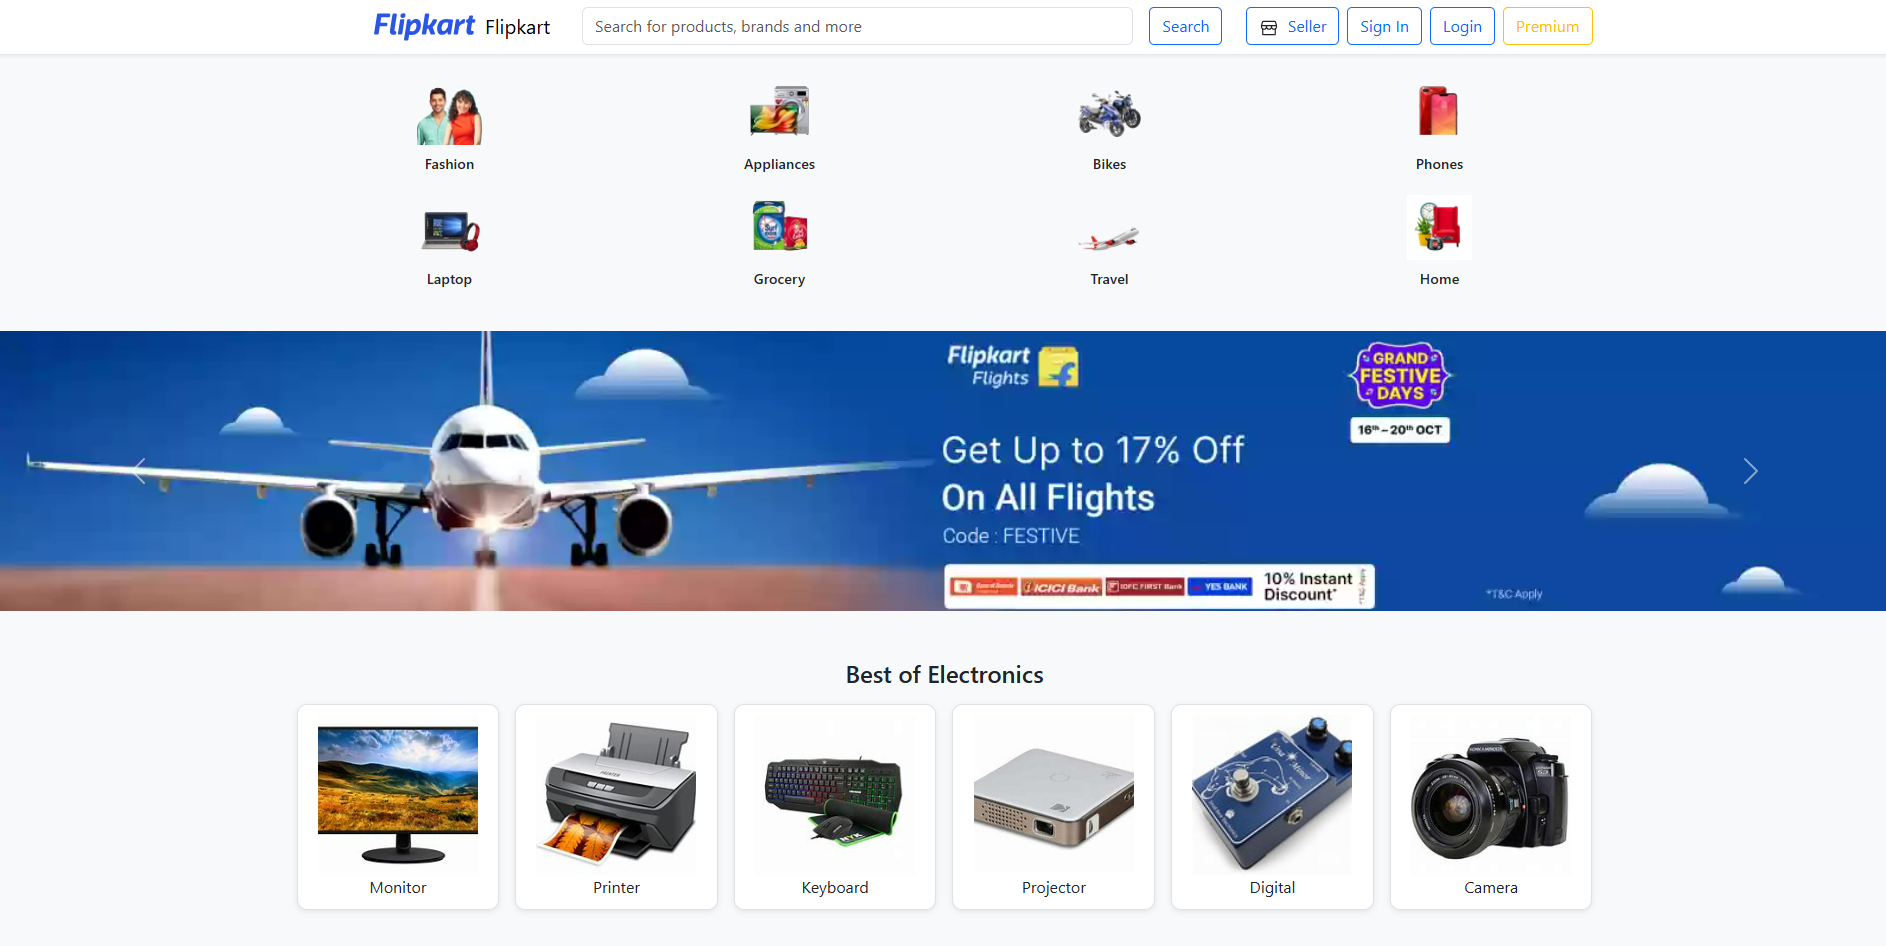 Flipkart Flipkart Search for products, brands and more Search Seller Sign In Login Premium
Fashion Appliances Bikes Phones
Laptop Grocery Travel Home
Flipkart
Flights
GRAND
FESTIVE
DAYS
16th – 20th OCT
Get Up to 17% Off
On All Flights
Code : FESTIVE
ICICI Bank IDFC FIRST Bank YES BANK
10% Instant
Discount*
*T&C Apply
*T&C Apply
Best of Electronics
PRINTER
Monitor Printer Keyboard Projector Digital Camera